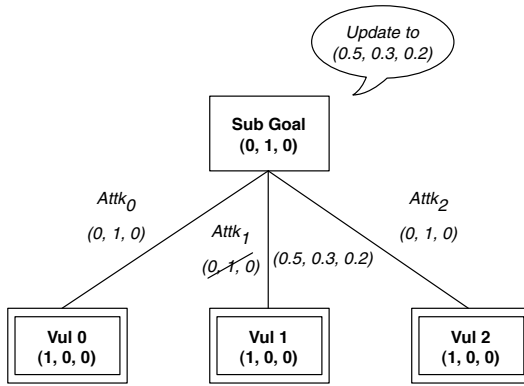 Update to
(0.5, 0.3, 0.2)
Sub Goal
(0, 1, 0)
Attk0
(0, 1, 0)
Attk1
(0, 1, 0)
(0.5, 0.3, 0.2)
Attk2
(0, 1, 0)
Vul 0
(1, 0, 0)
Vul 1
(1, 0, 0)
Vul 2
(1, 0, 0)